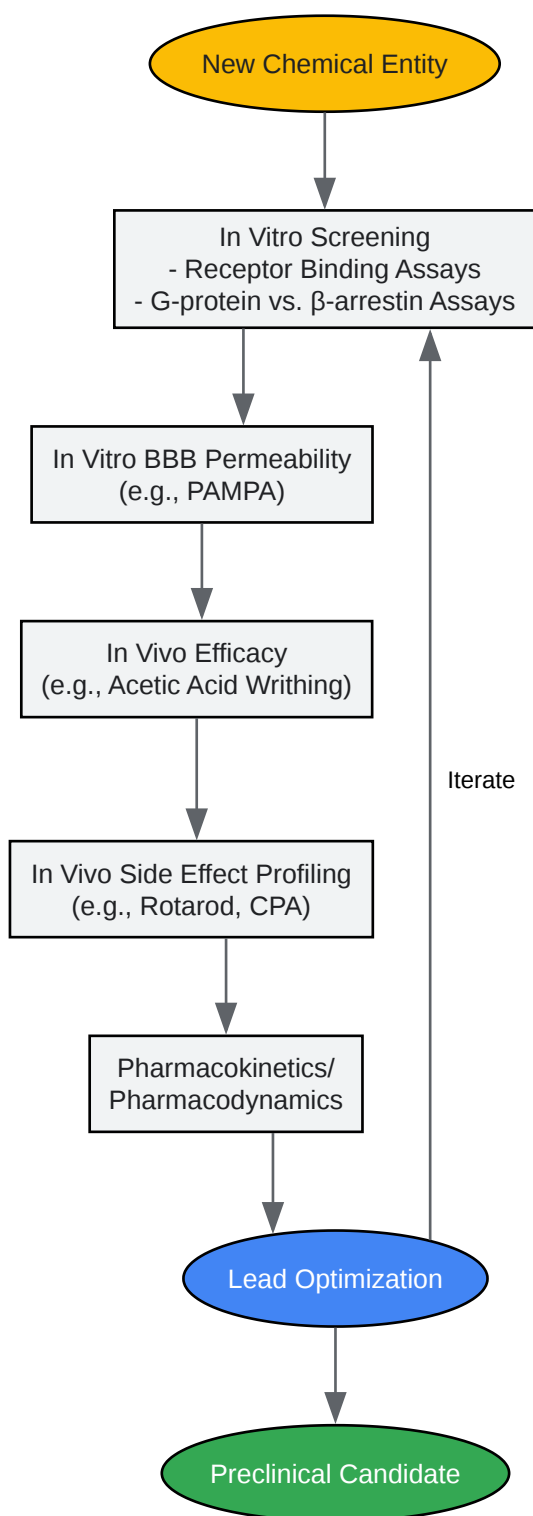 New Chemical Entity
In Vitro Screening
- Receptor Binding Assays
- G-protein vs. β-arrestin Assays
In Vitro BBB Permeability
(e.g., PAMPA)
In Vivo Efficacy
(e.g., Acetic Acid Writhing)
Iterate
In Vivo Side Effect Profiling
(e.g., Rotarod, CPA)
Pharmacokinetics/
Pharmacodynamics
Lead Optimization
Preclinical Candidate